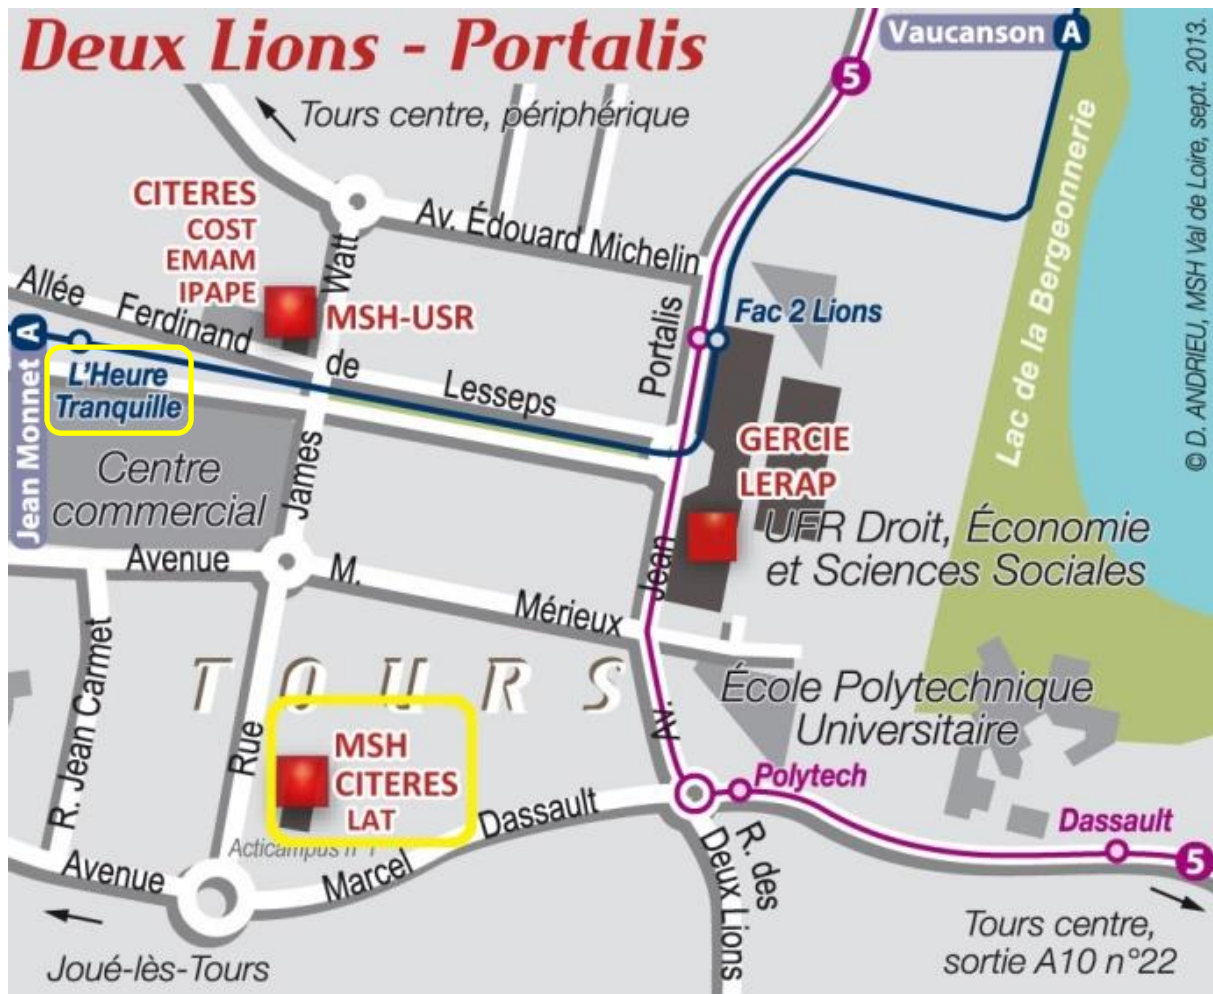 Deux Lions - Portalis
Vaucanson A
5
Tours centre, périphérique
© D. ANDRIEU, MSH Val de Loire, sept. 2013.
CITERES
COST
EMAM
IPAPE
MSH-USR
Watt
Av. Édouard Michelin
Lac de la Bergeonnerie
Allée
Ferdinand
de
Lesseps
Portalis
Fac 2 Lions
A
Jean Monnet
L'Heure
Tranquille
Centre
commercial
James
GERCIE
LERAP
UFR Droit, Économie
et Sciences Sociales
Jean
Avenue
M.
Mérieux
TOURS
R. Jean Carmet
Rue
Av.
École Polytechnique
Universitaire
MSH
CITERES
LAT
Acticampus n°1
Polytech
Dassault
5
Avenue
Marcel
Dassault
R. des
Deux Lions
Joué-lès-Tours
Tours centre,
sortie A10 n°22